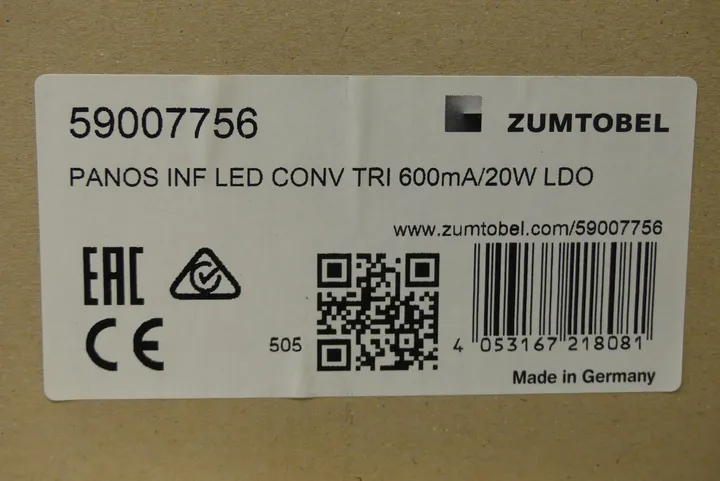 59007756
ZUMTOBEL
PANOS INF LED CONV TRI 600mA/20W LDO
www.zumtobel.com/59007756
EAC
CE
505
4 053167 218081
Made in Germany